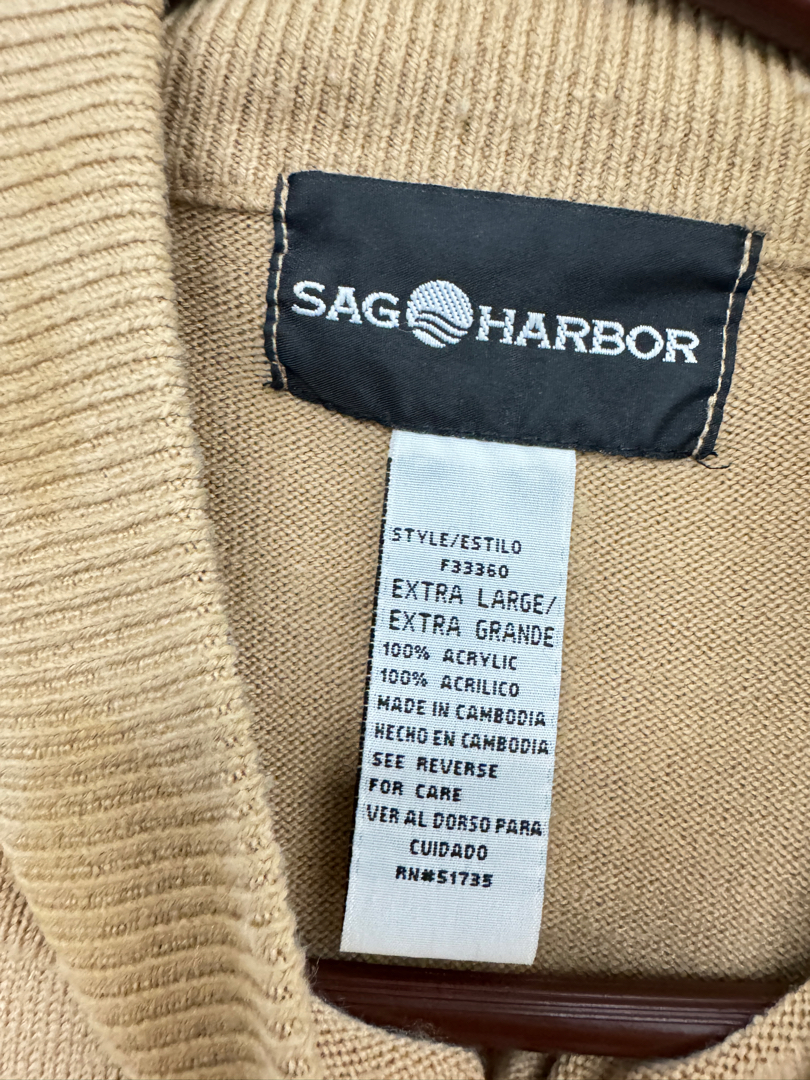 SAG HARBOR
STYLE/ESTILO
F33360
EXTRA LARGE/
EXTRA GRANDE
100% ACRYLIC
100% ACRILICO
MADE IN CAMBODIA
HECHO EN CAMBODIA
SEE REVERSE
FOR CARE
VER AL DORSO PARA
CUIDADO
RN#51735